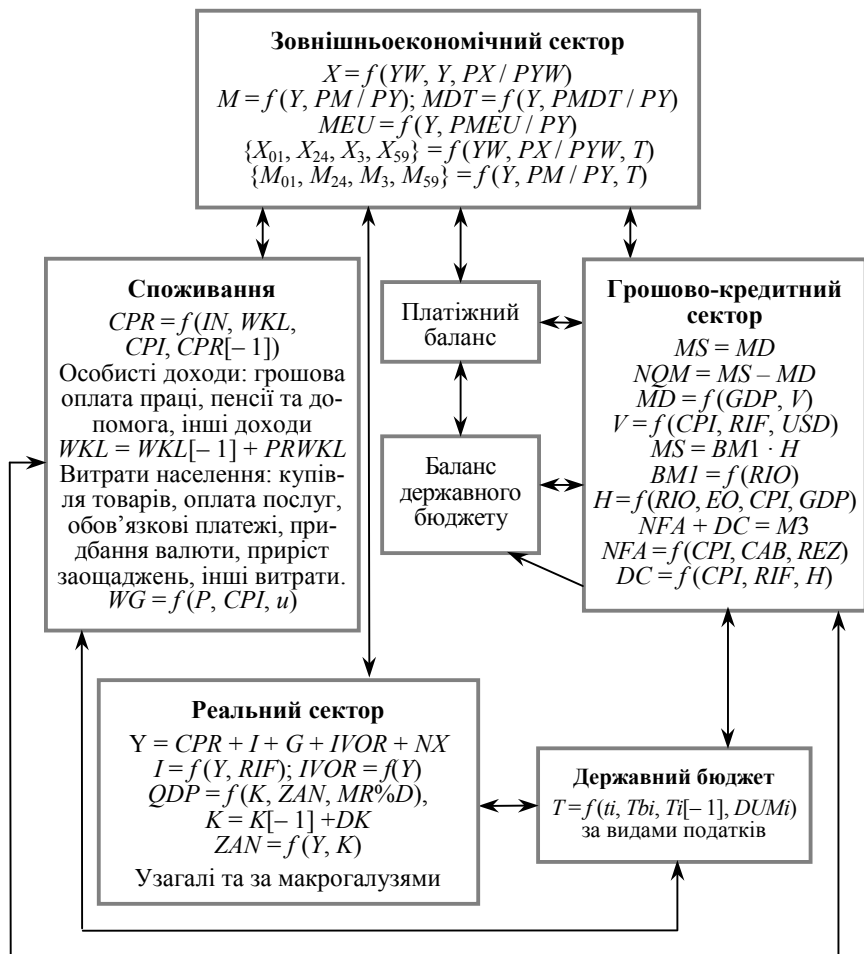 Зовнішньоекономічний сектор
X = f (YW, Y, PX / PYW)
M = f (Y, PM / PY); MDT = f (Y, PMDT / PY)
MEU = f (Y, PMEU / PY)
{X₀₁, X₂₄, X₃, X₅₉} = f (YW, PX / PYW, T)
{M₀₁, M₂₄, M₃, M₅₉} = f (Y, PM / PY, T)
Споживання
CPR = f (IN, WKL,
CPI, CPR[– 1])
Особисті доходи: грошова
оплата праці, пенсії та до-
помога, інші доходи
WKL = WKL[– 1] + PRWKL
Витрати населення: купів-
ля товарів, оплата послуг,
обов’язкові платежі, при-
дбання валюти, приріст
заощаджень, інші витрати.
WG = f (P, CPI, u)
Платіжний
баланс
Баланс
державного
бюджету
Грошово-кредитний
сектор
MS = MD
NQM = MS – MD
MD = f (GDP, V)
V = f (CPI, RIF, USD)
MS = BM1 · H
BM1 = f (RIO)
H = f (RIO, EO, CPI, GDP)
NFA + DC = M3
NFA = f (CPI, CAB, REZ)
DC = f (CPI, RIF, H)
Реальний сектор
Y = CPR + I + G + IVOR + NX
I = f (Y, RIF); IVOR = f(Y)
QDP = f (K, ZAN, MR%D),
K = K[– 1] +DK
ZAN = f (Y, K)
Узагалі та за макрогалузями
Державний бюджет
T = f (ti, Tbi, Ti[– 1], DUMi)
за видами податків